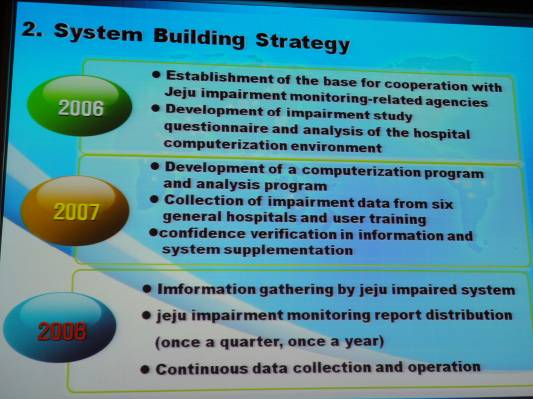 2. System Building Strategy
2006
● Establishment of the base for cooperation with
Jeju impairment monitoring-related agencies
● Development of impairment study
questionnaire and analysis of the hospital
computerization environment
2007
● Development of a computerization program
and analysis program
● Collection of impairment data from six
general hospitals and user training
●confidence verification in information and
system supplementation
2008
● Imformation gathering by jeju impaired system
● jeju impairment monitoring report distribution
(once a quarter, once a year)
● Continuous data collection and operation